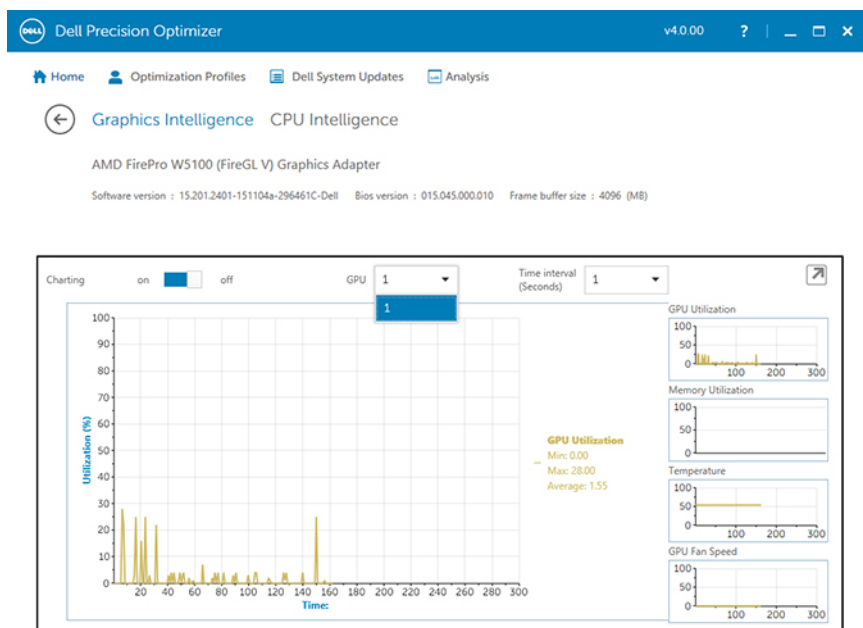 DELL Dell Precision Optimizer v4.0.00 ?
Home Optimization Profiles Dell System Updates Analysis
Graphics Intelligence CPU Intelligence
AMD FirePro W5100 (FireGL V) Graphics Adapter
Software version : 15.201.2401-151104a-296461C-Dell Bios version : 015.045.000.010 Frame buffer size : 4096 (MB)
Charting on off GPU 1 Time interval (Seconds) 1
1
100
90
80
70
60
50
40
30
20
10
0
Utilization (%)
20 40 60 80 100 120 140 160 180 200 220 240 260 280 300
Time:
GPU Utilization
Min: 0.00
Max: 28.00
Average: 1.55
GPU Utilization
100
50
0
100 200 300
Memory Utilization
100
50
0
Temperature
100
50
0
100 200 300
GPU Fan Speed
100
50
0
100 200 300